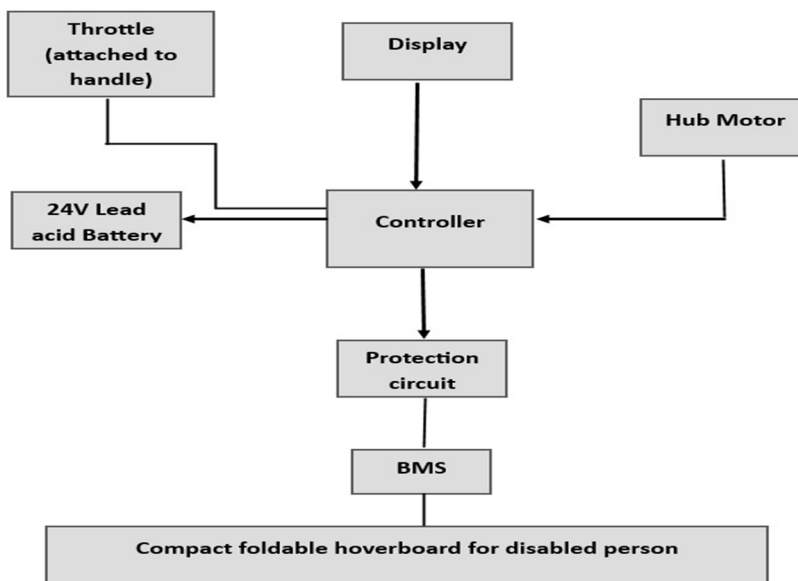 Throttle
(attached to
handle)
Display
Hub Motor
24V Lead
acid Battery
Controller
Protection
circuit
BMS
Compact foldable hoverboard for disabled person